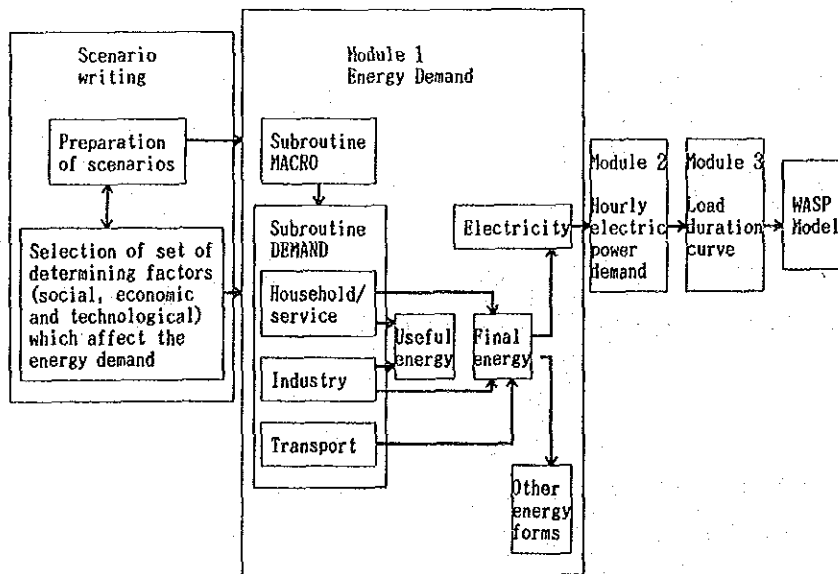 Scenario
writing
Preparation
of scenarios
Selection of set of
determining factors
(social, economic
and technological)
which affect the
energy demand
Module 1
Energy Demand
Subroutine
MACRO
Subroutine
DEMAND
Household/
service
Industry
Transport
Useful
energy
Final
energy
Electricity
Other
energy
forms
Module 2
Hourly
electric
power
demand
Module 3
Load
duration
curve
WASP
Model